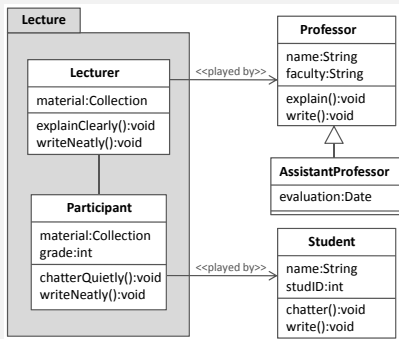 Lecture
Lecturer
material:Collection
explainClearly():void
writeNeatly():void
Participant
material:Collection
grade:int
chatterQuietly():void
writeNeatly():void
<<played by>>
<<played by>>
Professor
name:String
faculty:String
explain():void
write():void
AssistantProfessor
evaluation:Date
Student
name:String
studID:int
chatter():void
write():void